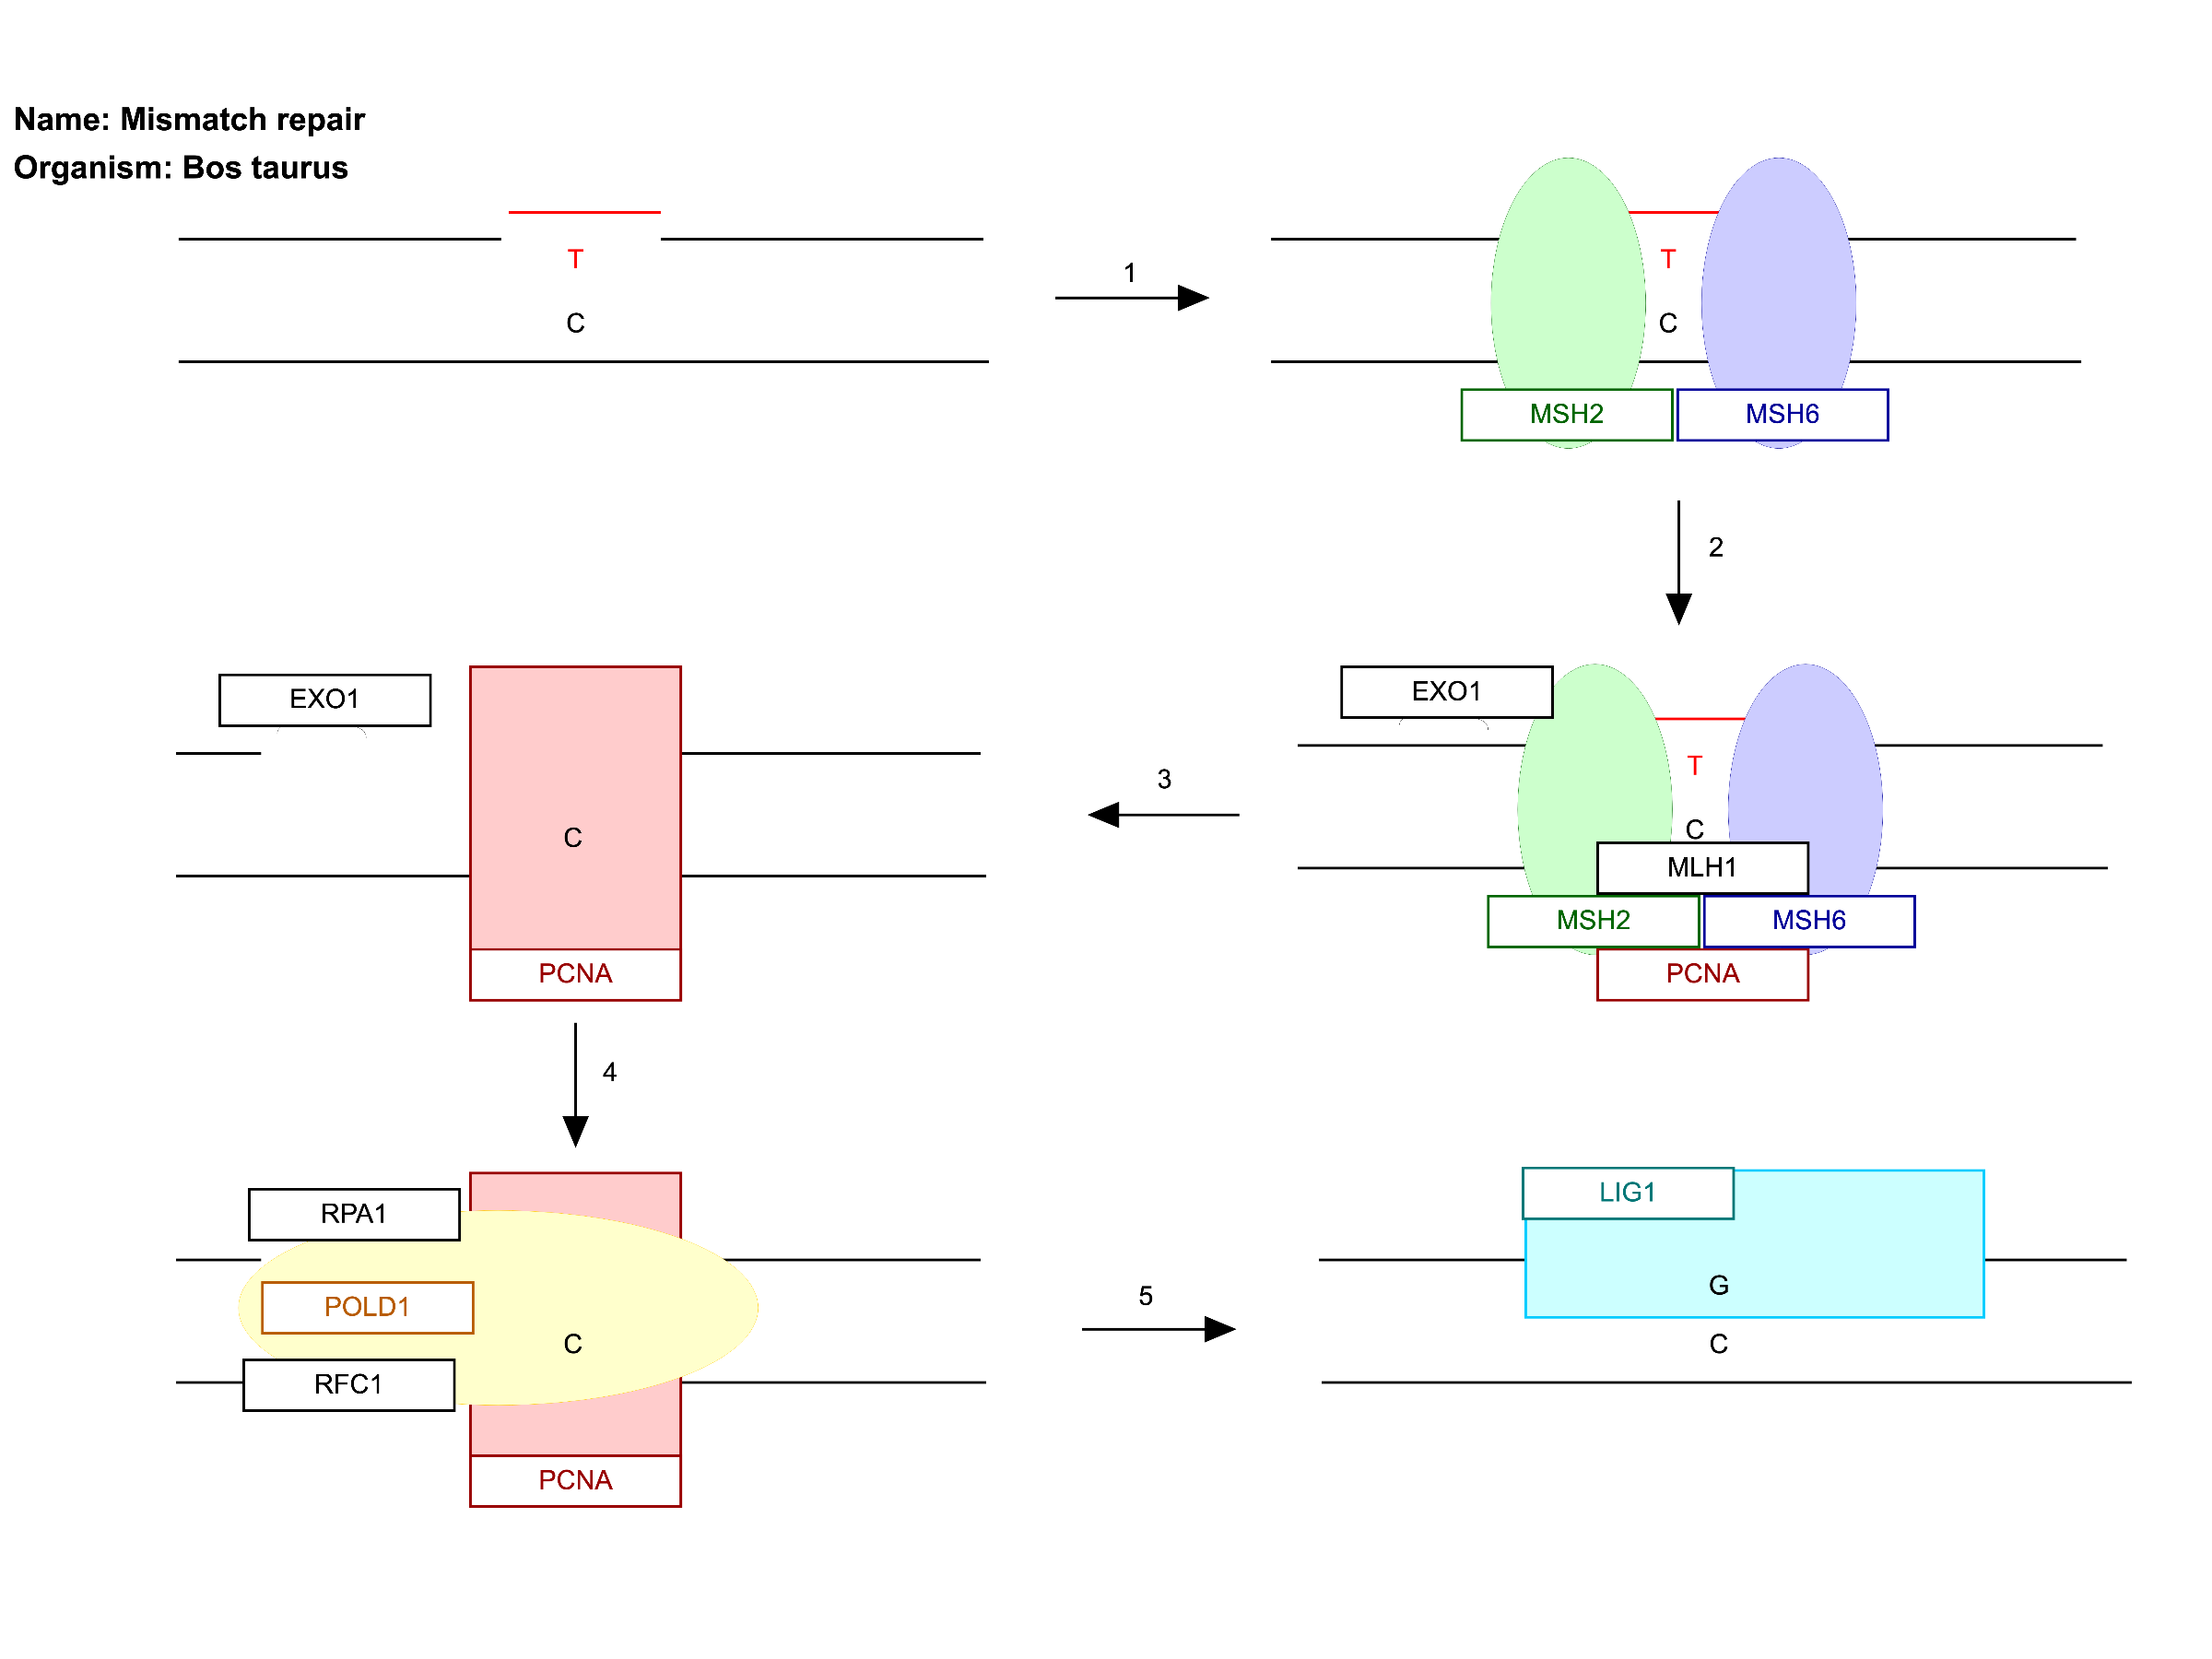 Name: Mismatch repair
Organism: Bos taurus
T
C
1
T
C
MSH2
MSH6
2
EXO1
T
C
MLH1
MSH2
MSH6
PCNA
3
EXO1
C
PCNA
4
RPA1
POLD1
C
RFC1
PCNA
5
LIG1
G
C